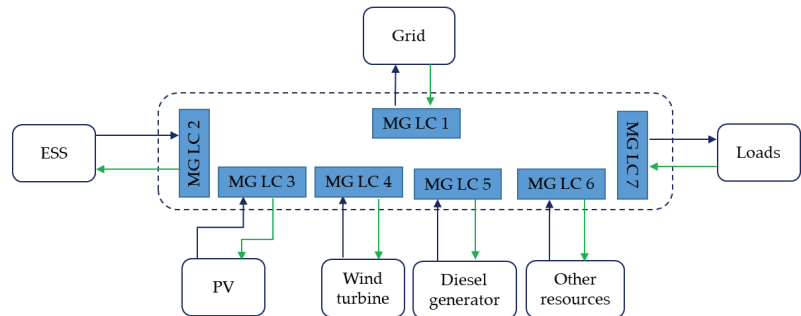 Grid
MG LC 1
MG LC 2
MG LC 7
ESS
Loads
MG LC 3
MG LC 4
MG LC 5
MG LC 6
PV
Wind
turbine
Diesel
generator
Other
resources